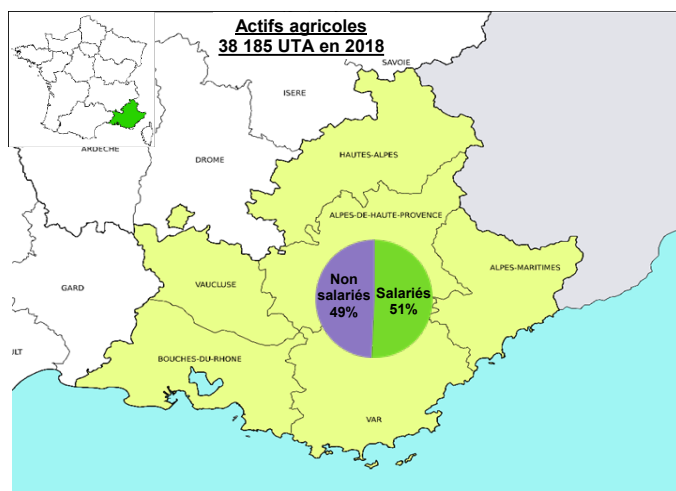 Actifs agricoles
38 185 UTA en 2018
SAVOIE
ISERE
ARDECHE
DROME
HAUTES-ALPES
ALPES-DE-HAUTE-PROVENCE
GARD
VAUCLUSE
ALPES-MARITIMES
Non
salariés
49%
Salariés
51%
BOUCHES-DU-RHONE
VAR